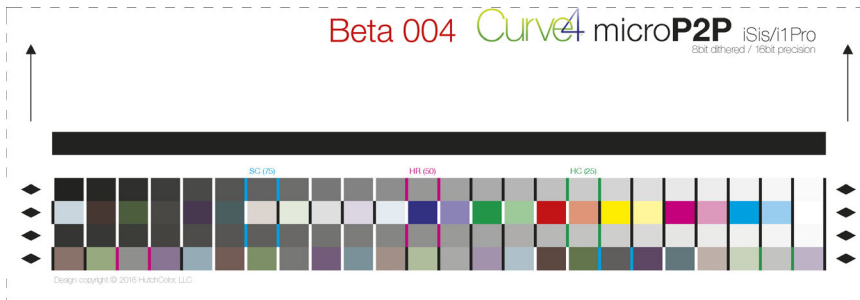 Beta 004 Curve4 microP2P iSis/i1Pro
8bit dithered / 16bit precision
SC (75) HR (50) HC (25)
Design copyright © 2016 HutchColor, LLC